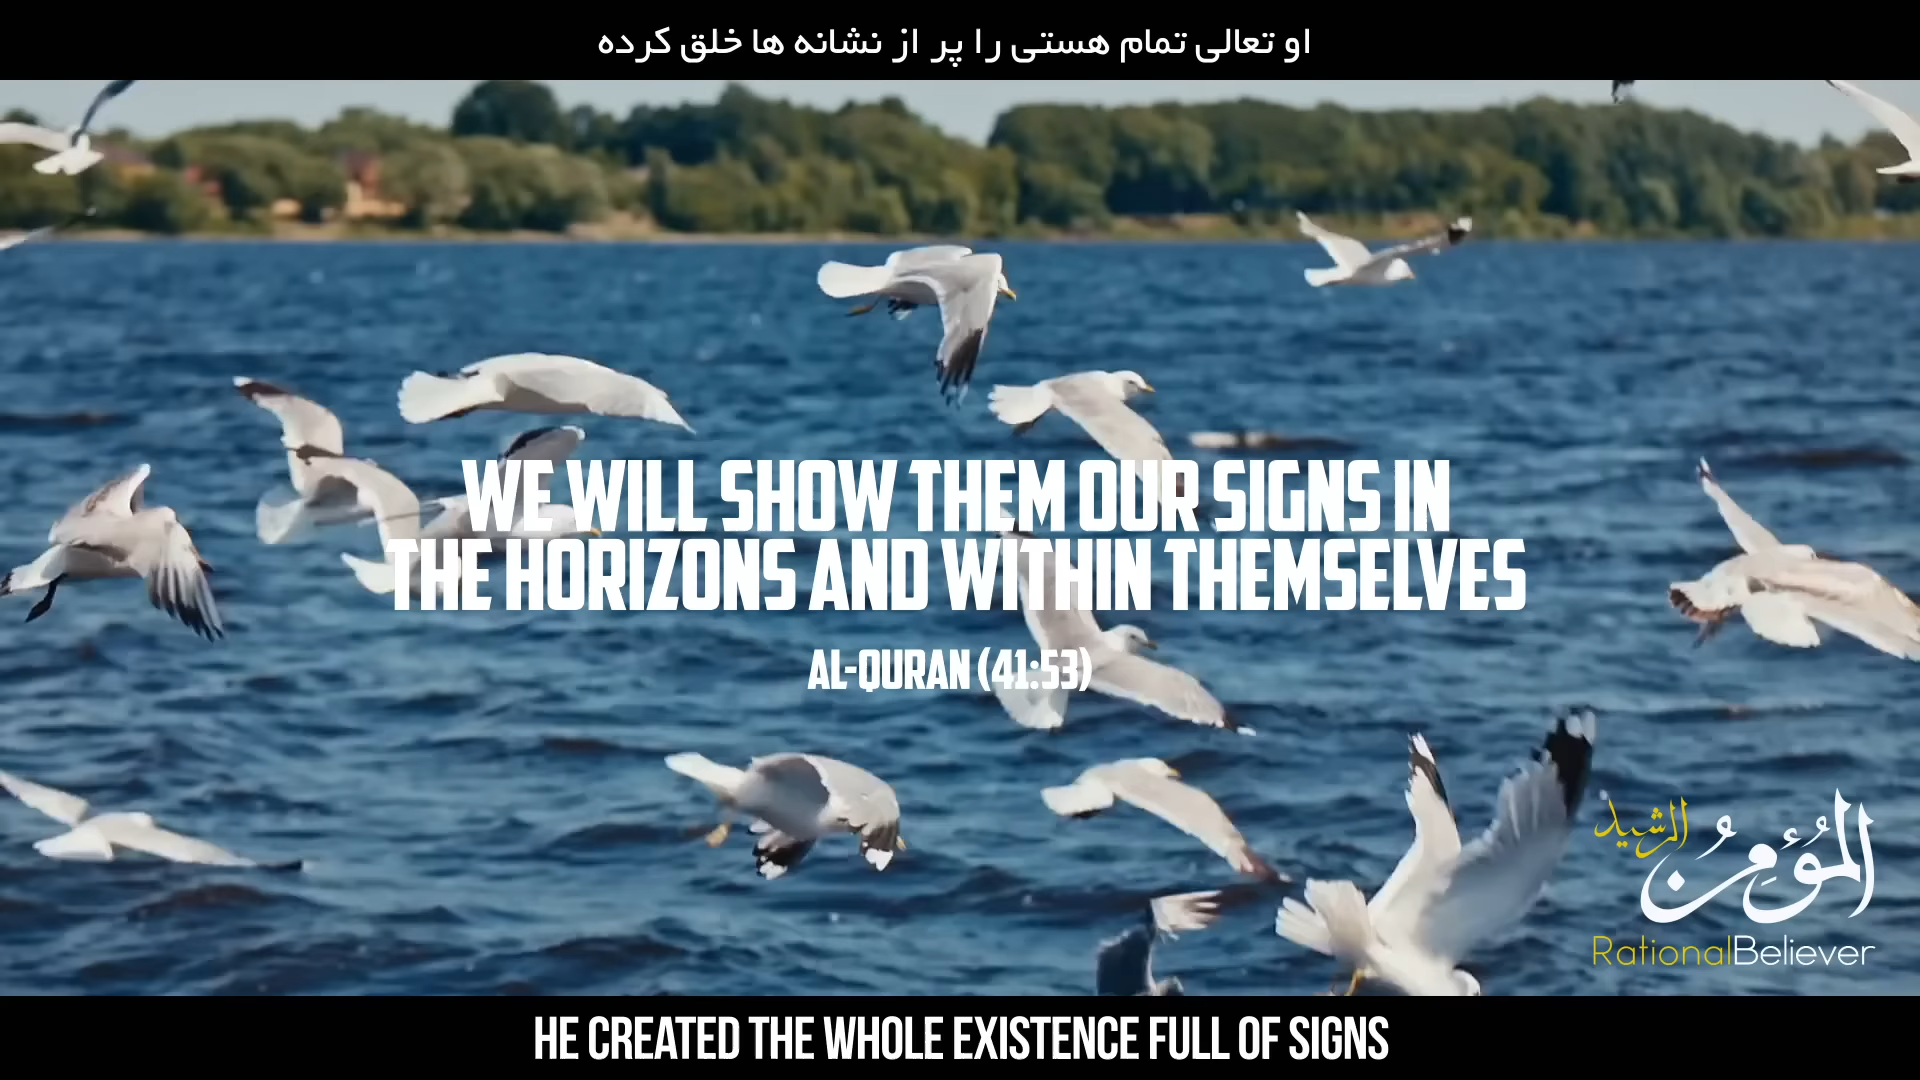 او تعالی تمام هستی را پر از نشانه ها خلق کرده
WE WILL SHOW THEM OUR SIGNS IN
THE HORIZONS AND WITHIN THEMSELVES
AL-QURAN (41:53)
الرشيد
المُؤْمِنُ
RationalBeliever
HE CREATED THE WHOLE EXISTENCE FULL OF SIGNS